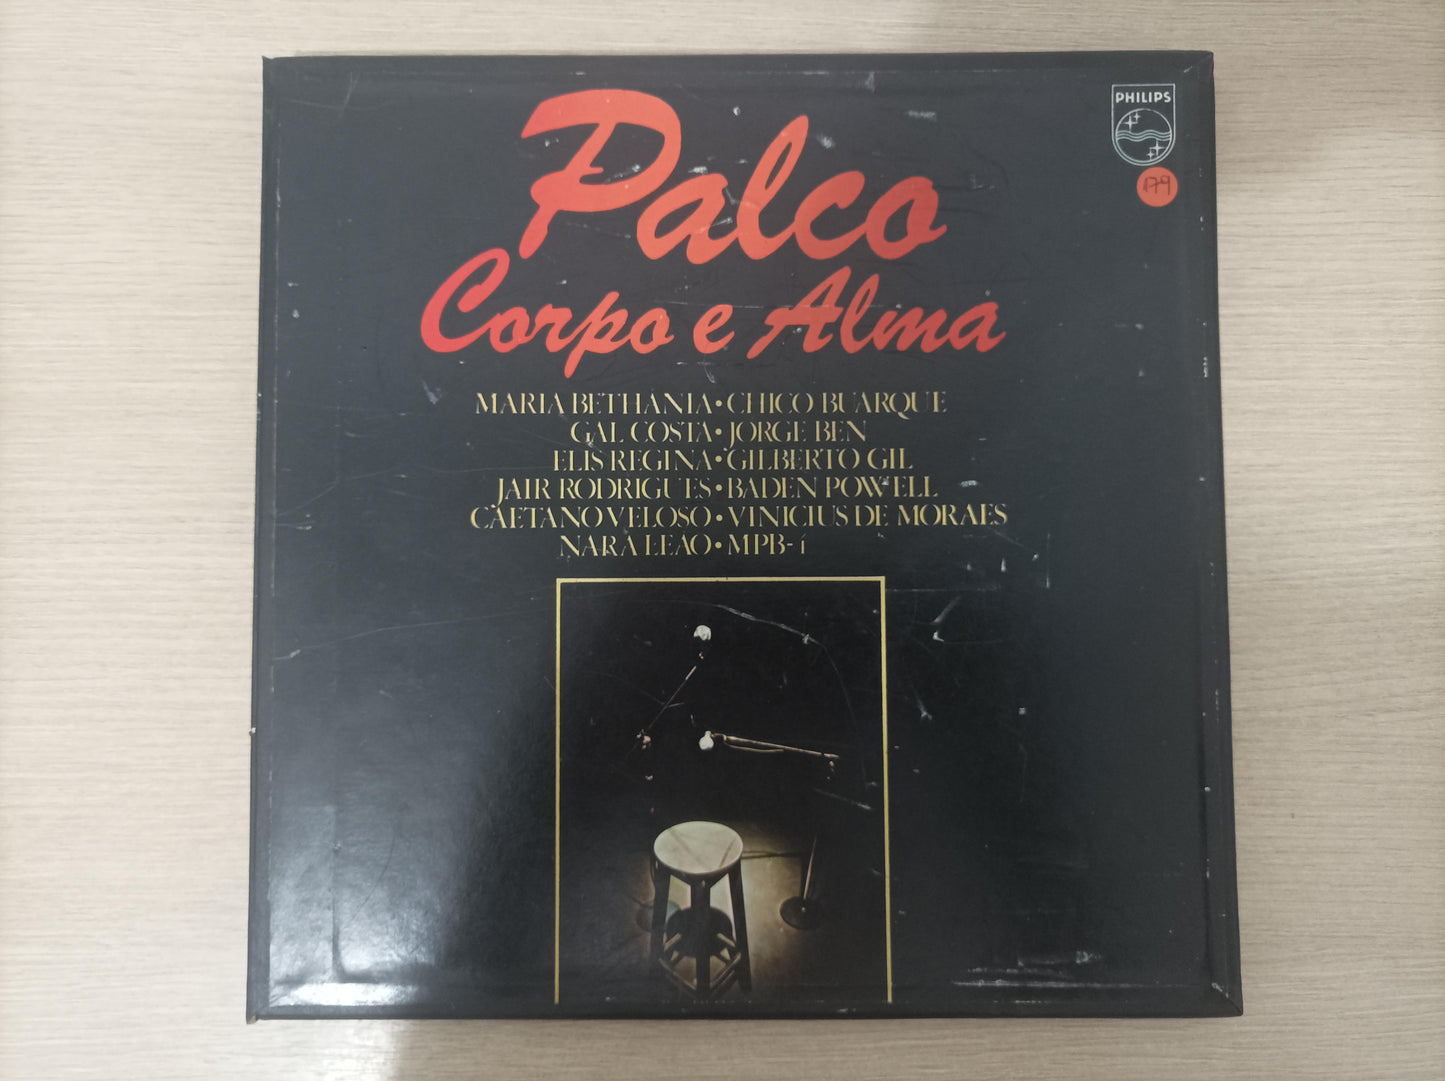 Palco
Corpo e Alma
PHILIPS
179
MARIA BETHÂNIA • CHICO BUARQUE
GAL COSTA • JORGE BEN
ELIS REGINA • GILBERTO GIL
JAIR RODRIGUES • BADEN POWELL
CAETANO VELOSO • VINICIUS DE MORAES
NARA LEÃO • MPB-4